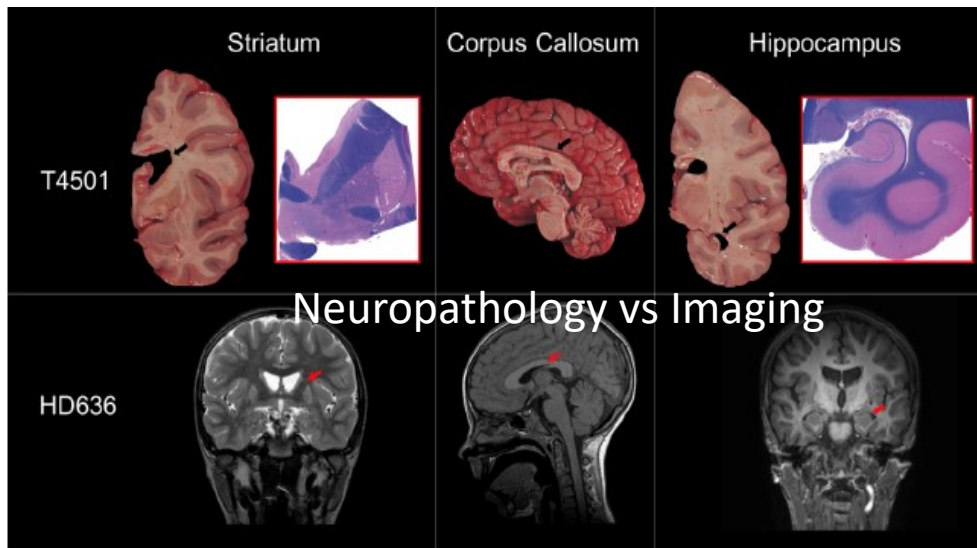 Striatum
Corpus Callosum
Hippocampus
T4501
Neuropathology vs Imaging
HD636